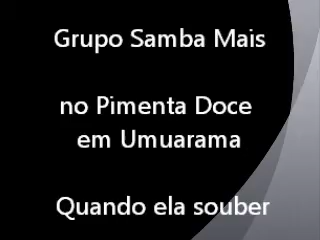 Grupo Samba Mais
no Pimenta Doce
em Umuarama
Quando ela souber